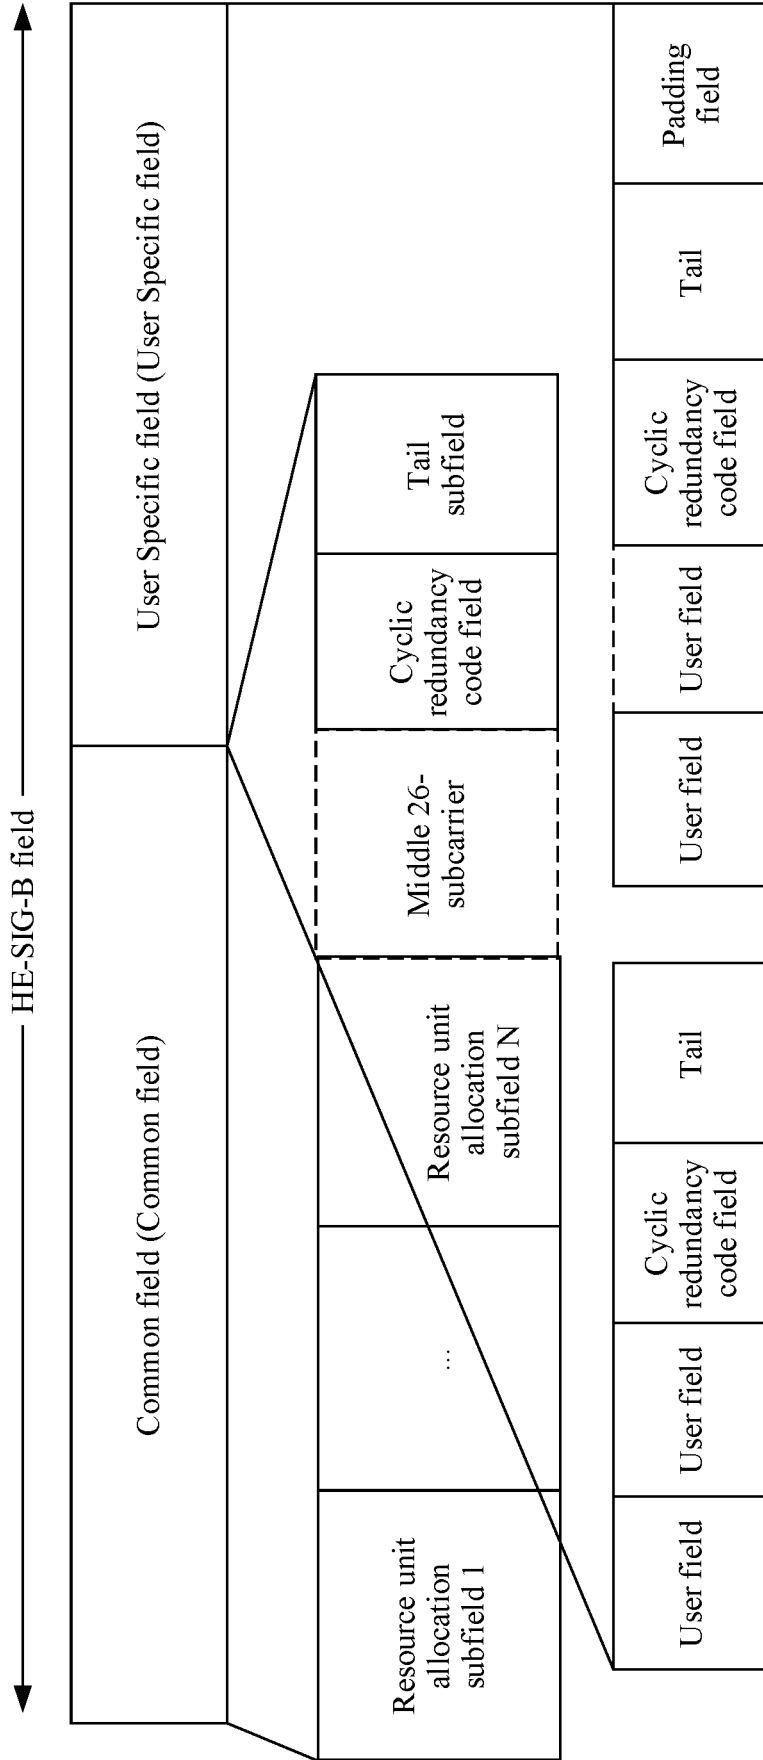 HE-SIG-B field
Common field (Common field)
User Specific field (User Specific field)
Resource unit
allocation
subfield 1
...
Resource unit
allocation
subfield N
Middle 26-
subcarrier
Cyclic
redundancy
code field
Tail
subfield
User field
User field
Cyclic
redundancy
code field
Tail
User field
User field
Cyclic
redundancy
code field
Tail
Padding
field